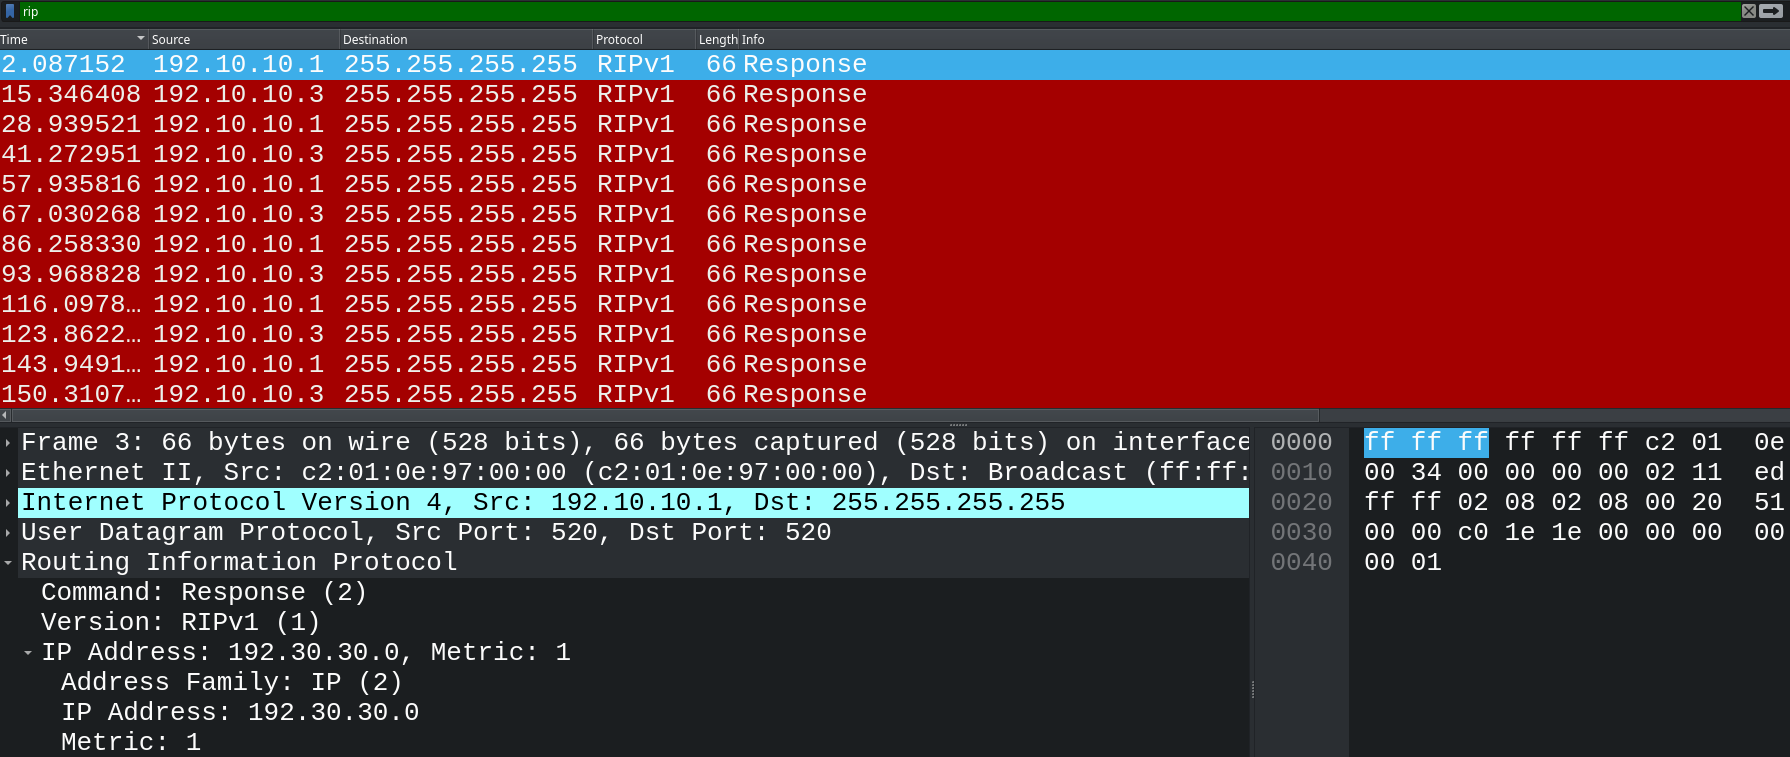 rip
Time Source Destination Protocol Length Info
2.087152 192.10.10.1 255.255.255.255 RIPv1 66 Response
15.346408 192.10.10.3 255.255.255.255 RIPv1 66 Response
28.939521 192.10.10.1 255.255.255.255 RIPv1 66 Response
41.272951 192.10.10.3 255.255.255.255 RIPv1 66 Response
57.935816 192.10.10.1 255.255.255.255 RIPv1 66 Response
67.030268 192.10.10.3 255.255.255.255 RIPv1 66 Response
86.258330 192.10.10.1 255.255.255.255 RIPv1 66 Response
93.968828 192.10.10.3 255.255.255.255 RIPv1 66 Response
116.0978… 192.10.10.1 255.255.255.255 RIPv1 66 Response
123.8622… 192.10.10.3 255.255.255.255 RIPv1 66 Response
143.9491… 192.10.10.1 255.255.255.255 RIPv1 66 Response
150.3107… 192.10.10.3 255.255.255.255 RIPv1 66 Response
Frame 3: 66 bytes on wire (528 bits), 66 bytes captured (528 bits) on interface
Ethernet II, Src: c2:01:0e:97:00:00 (c2:01:0e:97:00:00), Dst: Broadcast (ff:ff:
Internet Protocol Version 4, Src: 192.10.10.1, Dst: 255.255.255.255
User Datagram Protocol, Src Port: 520, Dst Port: 520
Routing Information Protocol
Command: Response (2)
Version: RIPv1 (1)
IP Address: 192.30.30.0, Metric: 1
Address Family: IP (2)
IP Address: 192.30.30.0
Metric: 1
0000 ff ff ff ff ff ff c2 01 0e
0010 00 34 00 00 00 00 02 11 ed
0020 ff ff 02 08 02 08 00 20 51
0030 00 00 c0 1e 1e 00 00 00 00
0040 00 01